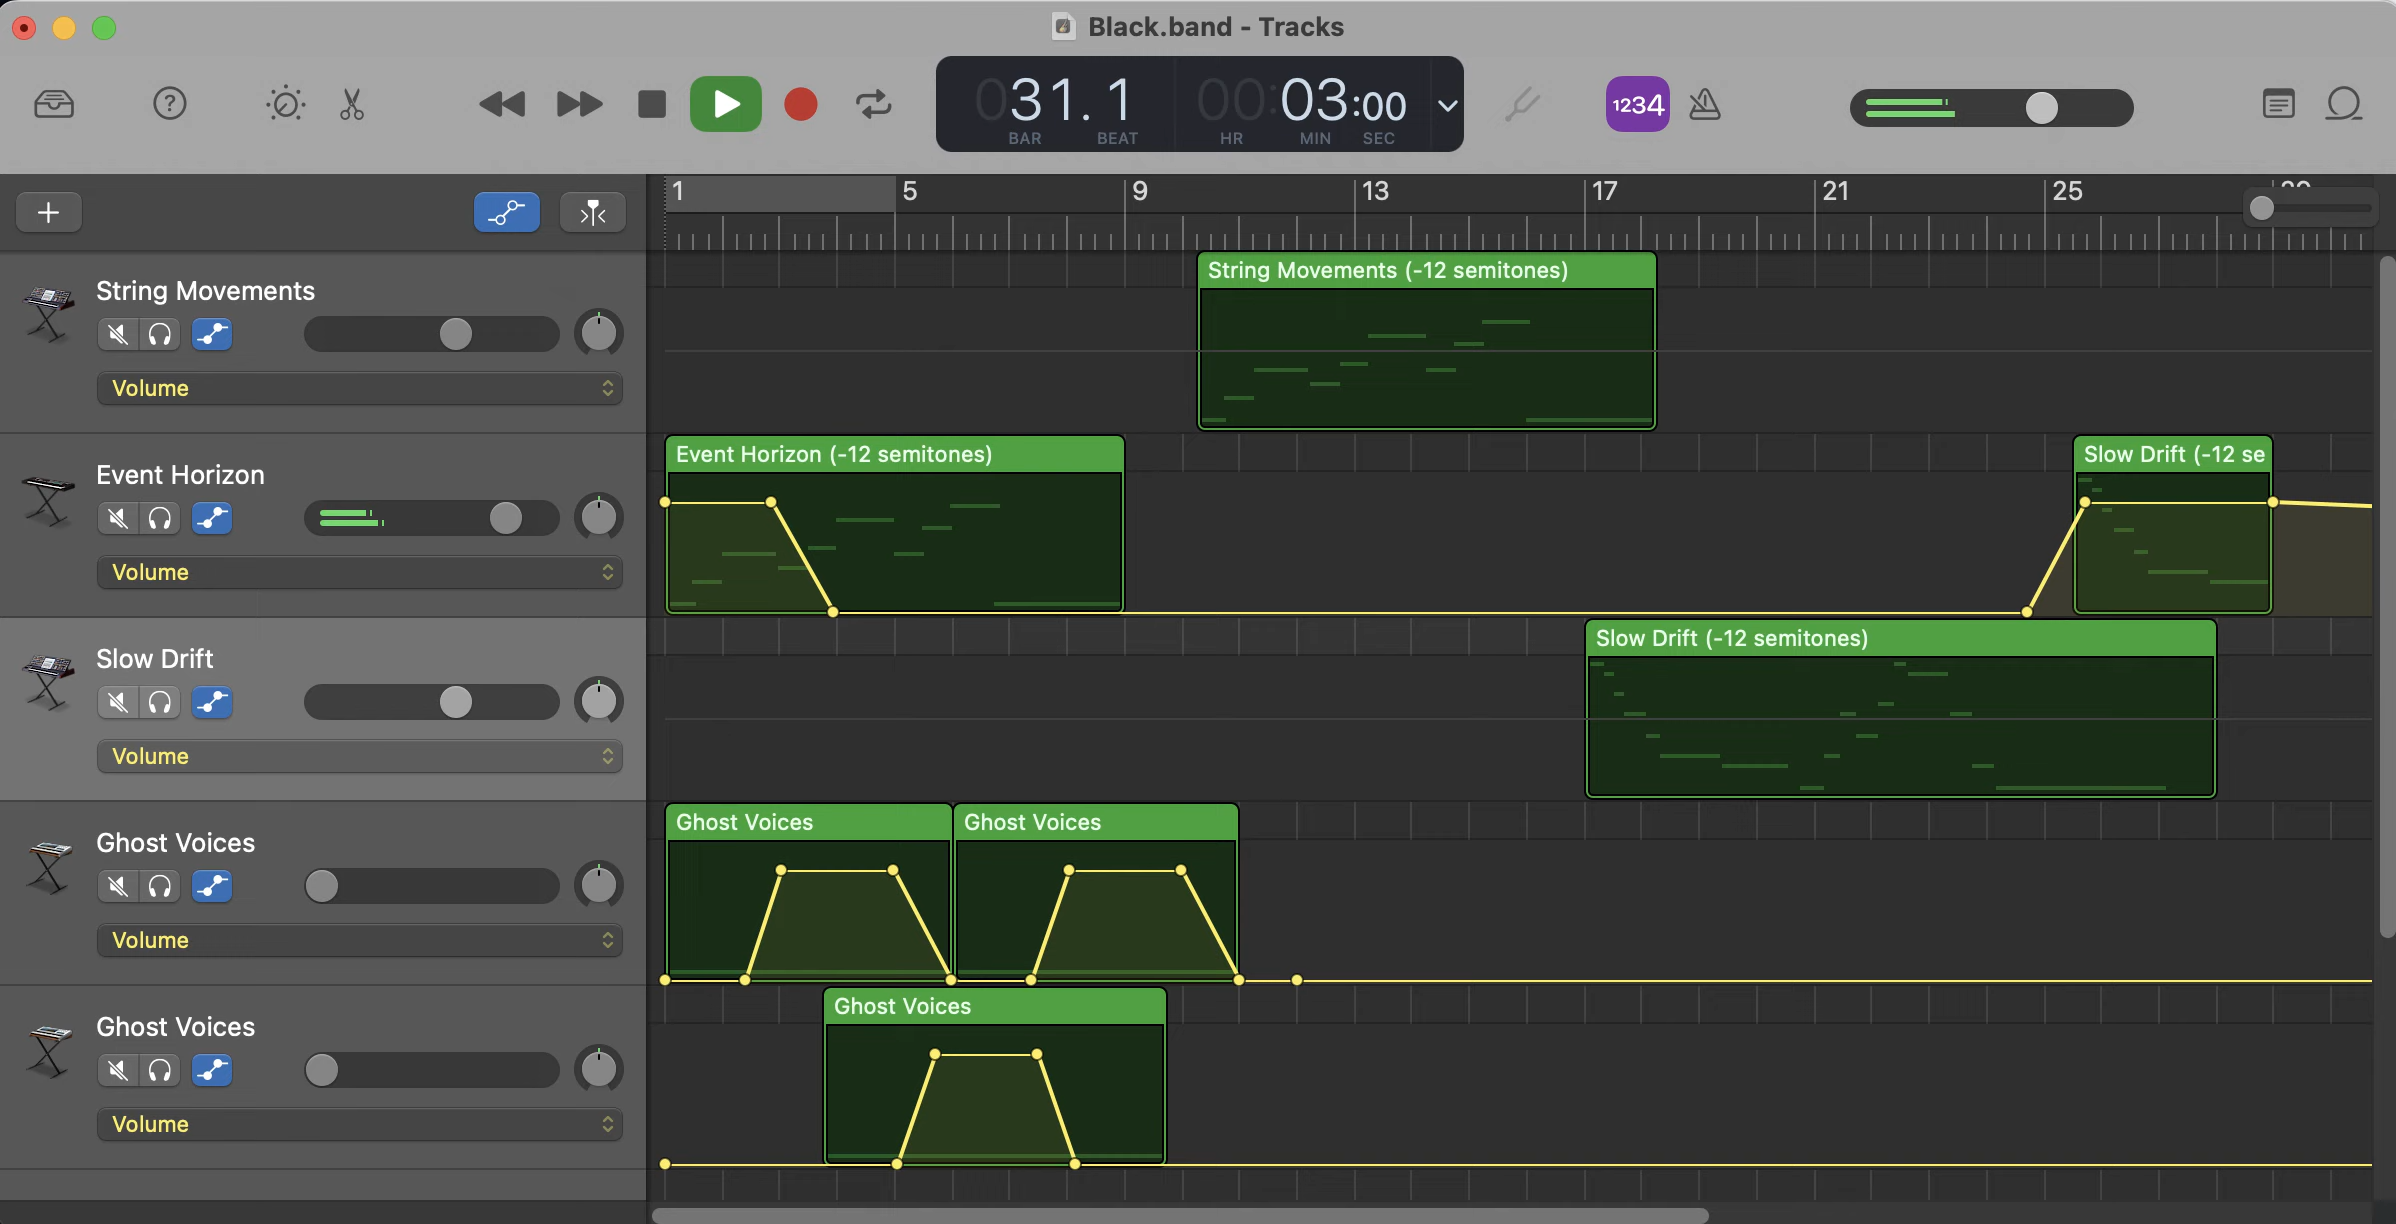 Black.band - Tracks
031. 1
00:03:00
BAR BEAT HR MIN SEC
1234
1 5 9 13 17 21 25
String Movements
Volume
String Movements (-12 semitones)
Event Horizon
Volume
Event Horizon (-12 semitones)
Slow Drift (-12 se
Slow Drift
Volume
Slow Drift (-12 semitones)
Ghost Voices
Volume
Ghost Voices
Ghost Voices
Ghost Voices
Volume
Ghost Voices